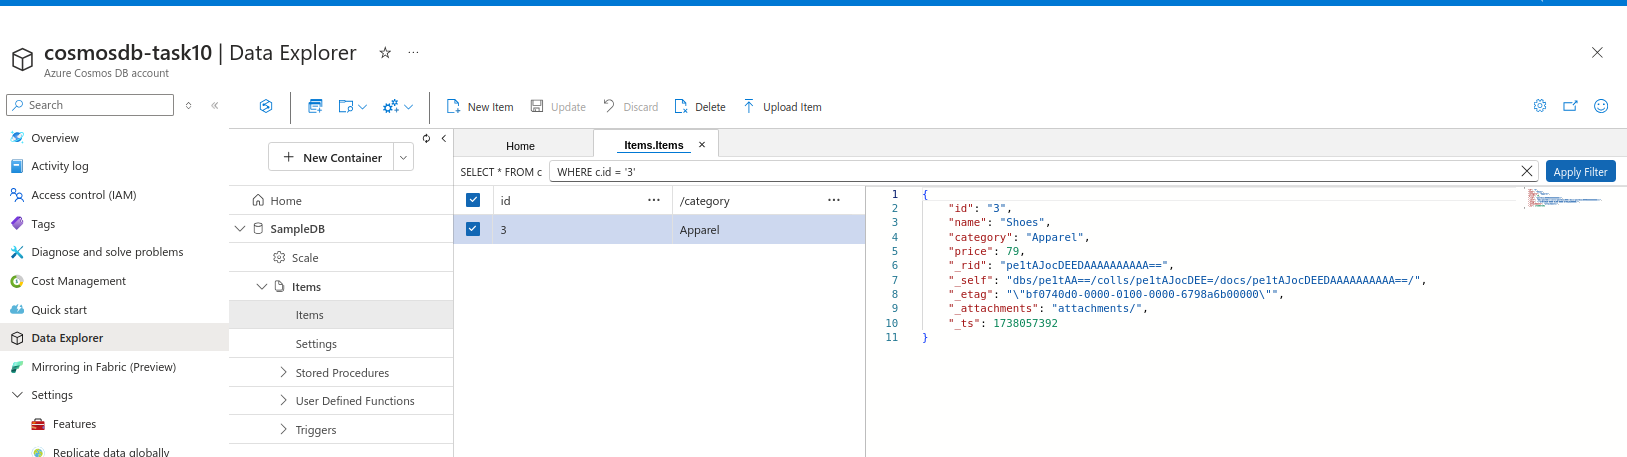 cosmosdb-task10 | Data Explorer ☆ ...
Azure Cosmos DB account
Search
Overview
Activity log
Access control (IAM)
Tags
Diagnose and solve problems
Cost Management
Quick start
Data Explorer
Mirroring in Fabric (Preview)
Settings
Features
Replicate data globally
New Item Update Discard Delete Upload Item
+ New Container
Home
SampleDB
Scale
Items
Items
Settings
Stored Procedures
User Defined Functions
Triggers
Home Items.Items ×
SELECT * FROM c WHERE c.id = '3' Apply Filter
id ... /category ...
3 Apparel
1 {
2 "id": "3",
3 "name": "Shoes",
4 "category": "Apparel",
5 "price": 79,
6 "_rid": "pe1tAJocDEEDAAAAAAAAAA==",
7 "_self": "dbs/pe1tAA==/colls/pe1tAJocDEE=/docs/pe1tAJocDEEDAAAAAAAAAA==/",
8 "_etag": "\"bf0740d0-0000-0100-0000-6798a6b00000\"",
9 "_attachments": "attachments/",
10 "_ts": 1738057392
11 }